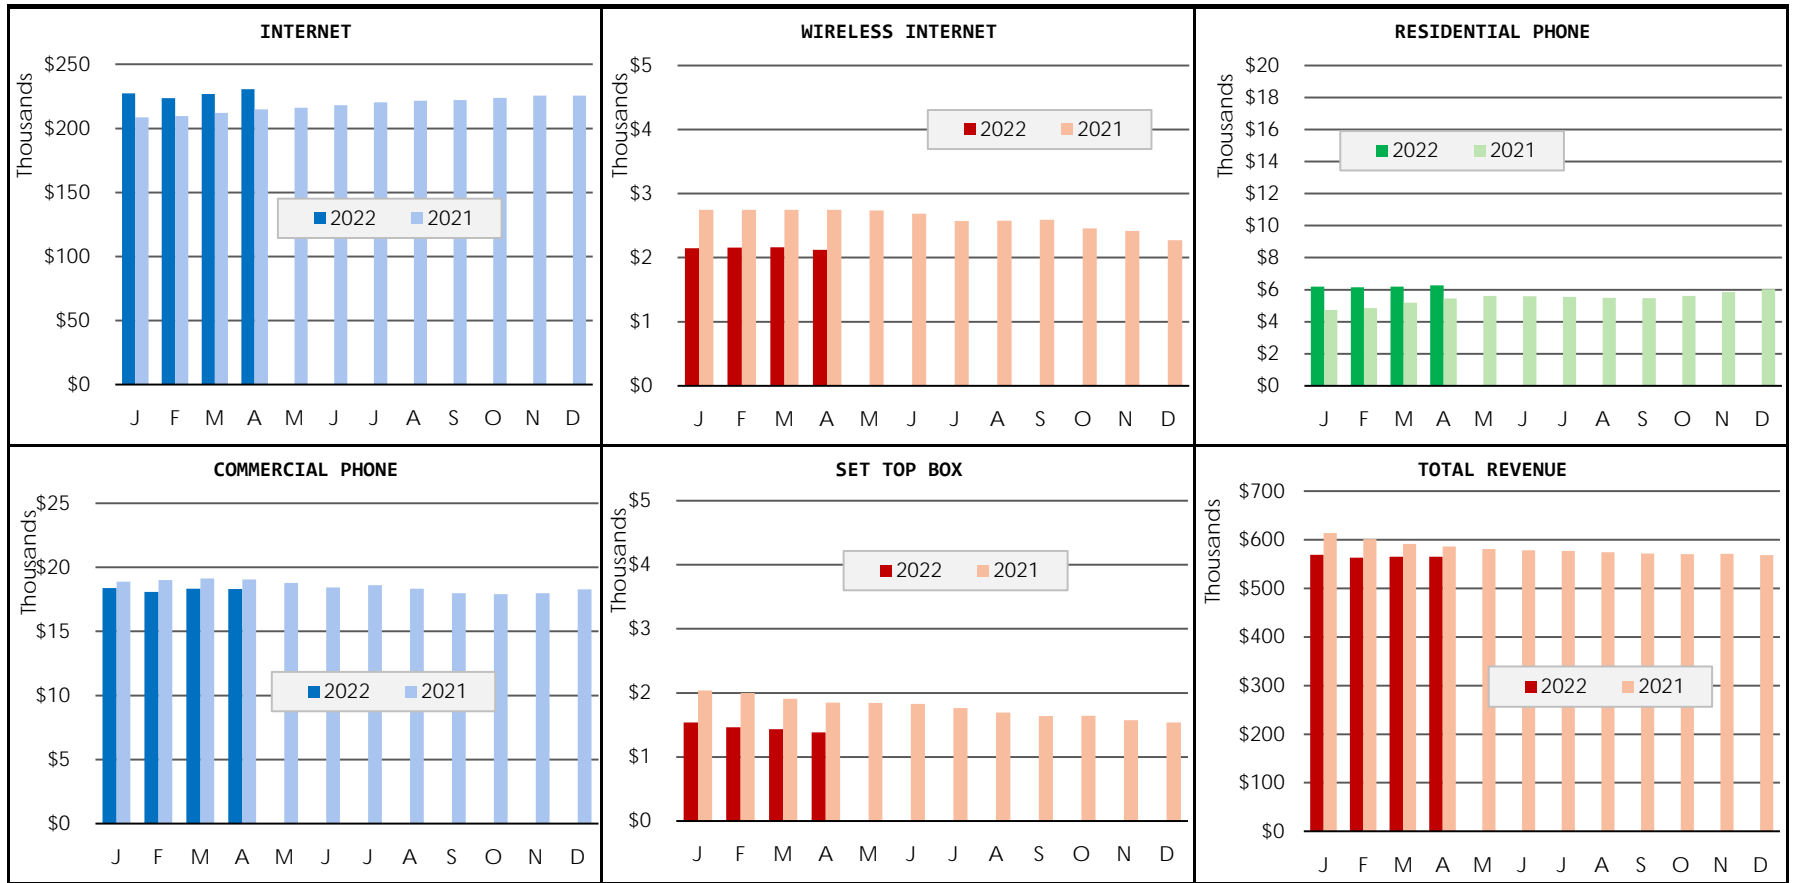 INTERNET
Thousands
$250
$200
$150
$100
$50
$0
2022 2021
J F M A M J J A S O N D
WIRELESS INTERNET
Thousands
$5
$4
$3
$2
$1
$0
2022 2021
J F M A M J J A S O N D
RESIDENTIAL PHONE
Thousands
$20
$18
$16
$14
$12
$10
$8
$6
$4
$2
$0
2022 2021
J F M A M J J A S O N D
COMMERCIAL PHONE
Thousands
$25
$20
$15
$10
$5
$0
2022 2021
J F M A M J J A S O N D
SET TOP BOX
Thousands
$5
$4
$3
$2
$1
$0
2022 2021
J F M A M J J A S O N D
TOTAL REVENUE
Thousands
$700
$600
$500
$400
$300
$200
$100
$0
2022 2021
J F M A M J J A S O N D